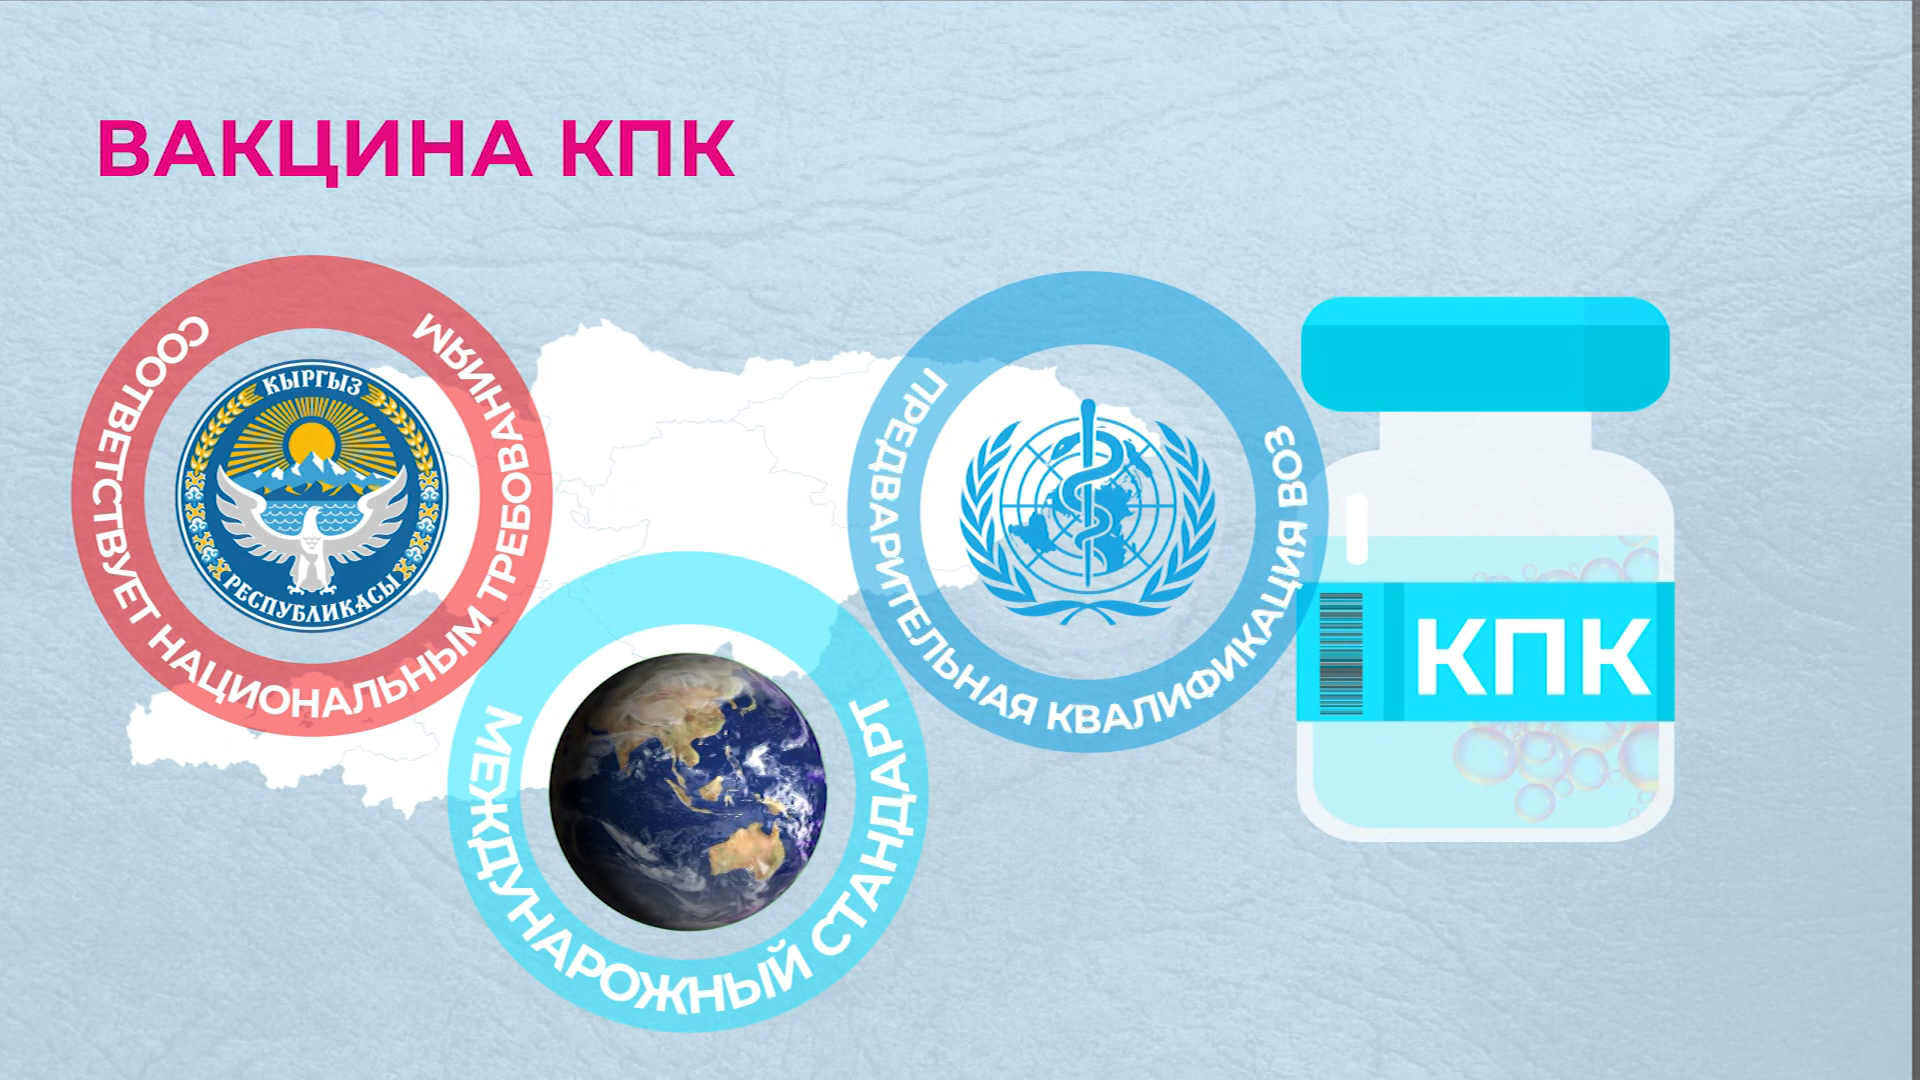 ВАКЦИНА КПК
СООТВЕТСТВУЕТ НАЦИОНАЛЬНЫМ ТРЕБОВАНИЯМ
КЫРГЫЗ
РЕСПУБЛИКАСЫ
МЕЖДУНАРОЖНЫЙ СТАНДАРТ
ПРЕДВАРИТЕЛЬНАЯ КВАЛИФИКАЦИЯ ВОЗ
КПК